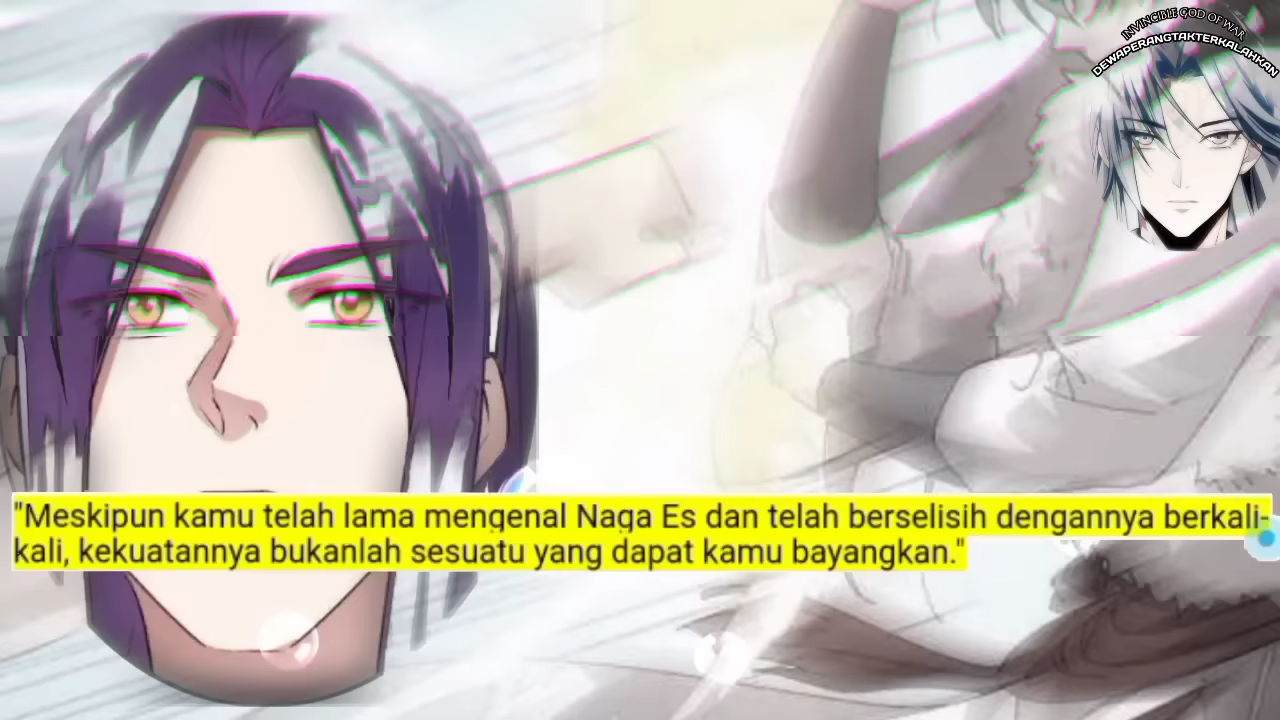 INVINCIBLE GOD OF WAR
DEWAPERANGTAKTERKALAHKAN
"Meskipun kamu telah lama mengenal Naga Es dan telah berselisih dengannya berkali-
kali, kekuatannya bukanlah sesuatu yang dapat kamu bayangkan."